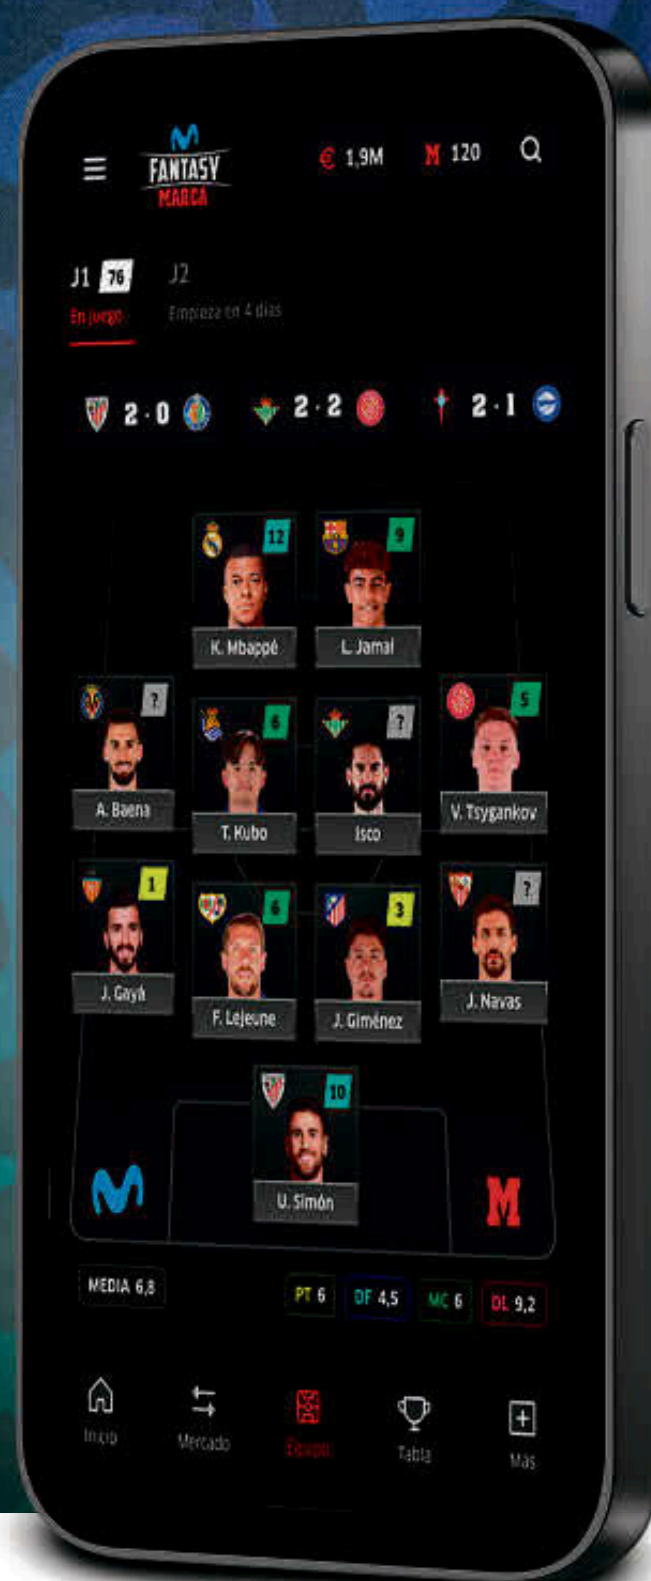 FANTASY
MARCA
€ 1,9M
M 120
J1 76
J2
En juego
Empieza en 4 días
2 · 0
2 · 2
2 · 1
12
9
K. Mbappé
L. Jamal
?
6
?
5
A. Baena
T. Kubo
Isco
V. Tsygankov
1
6
3
?
J. Gayá
F. Lejeune
J. Giménez
J. Navas
10
U. Simón
M
MEDIA 6,8
PT 6
DF 4,5
MC 6
DL 9,2
Inicio
Mercado
Equipo
Tabla
Más